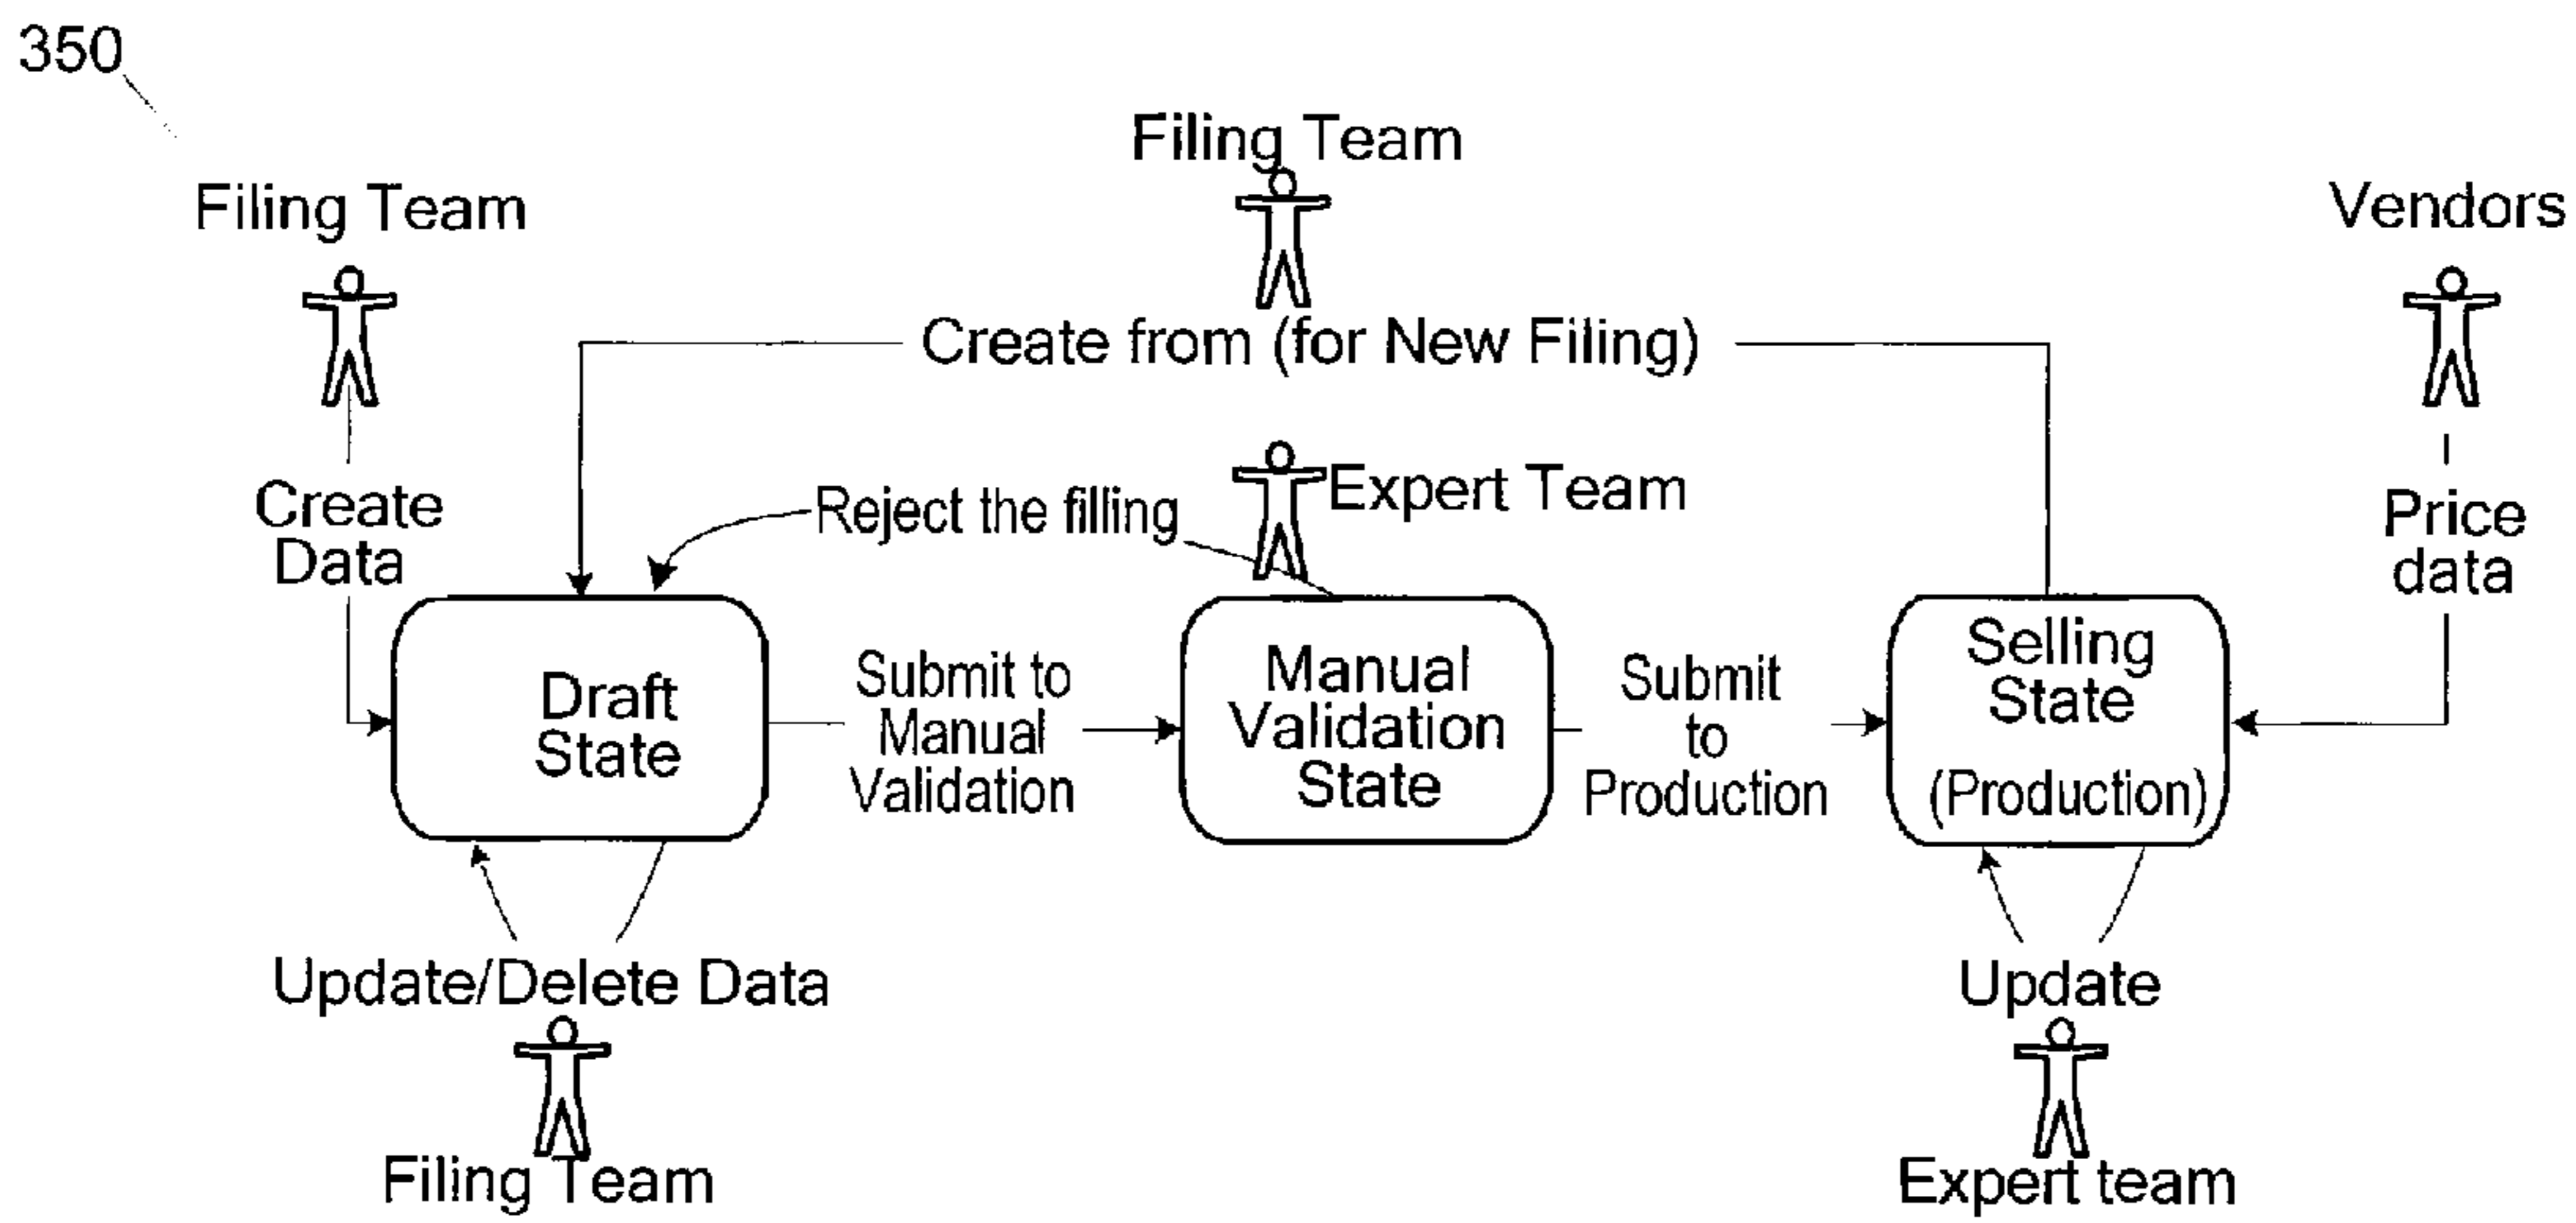 350
Filing Team
Filing Team
Vendors
Create from (for New Filing)
Create
Data
Reject the filling
Expert Team
Price
data
Draft
State
Submit to
Manual
Validation
Manual
Validation
State
Submit
to
Production
Selling
State
(Production)
Update/Delete Data
Filing Team
Update
Expert team